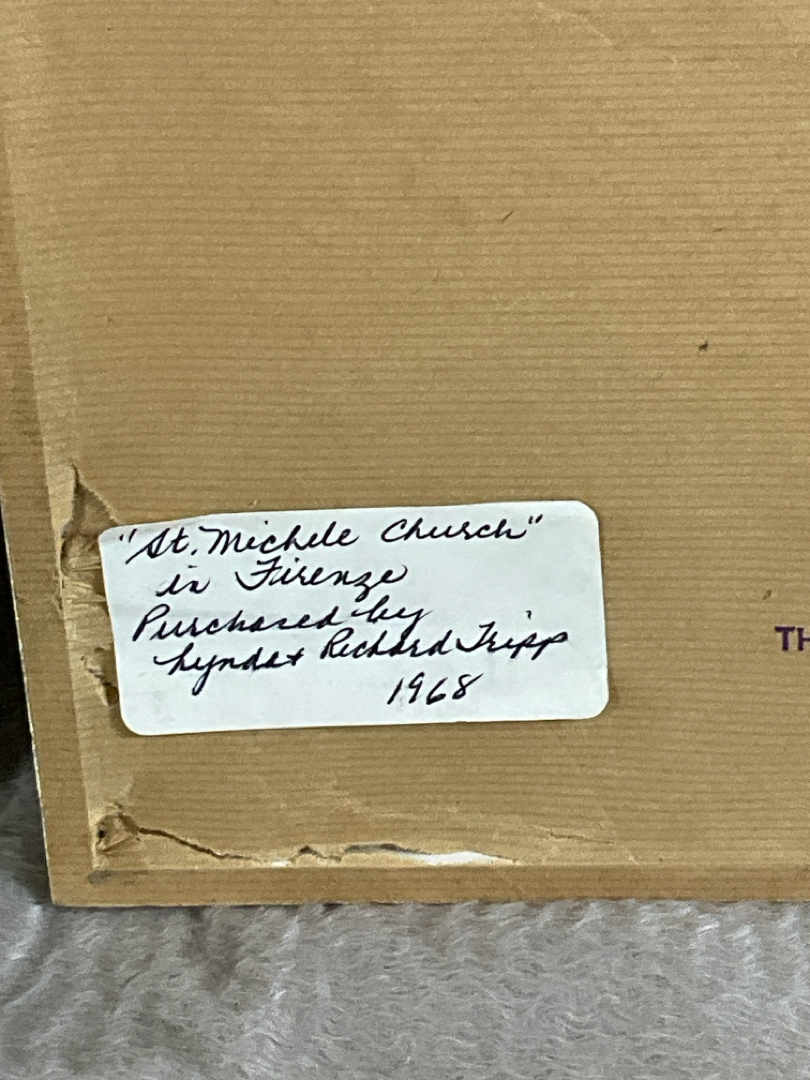 "St. Michele Church"
in Firenze
Purchased by
Lynda + Richard Tripp
1968
TH